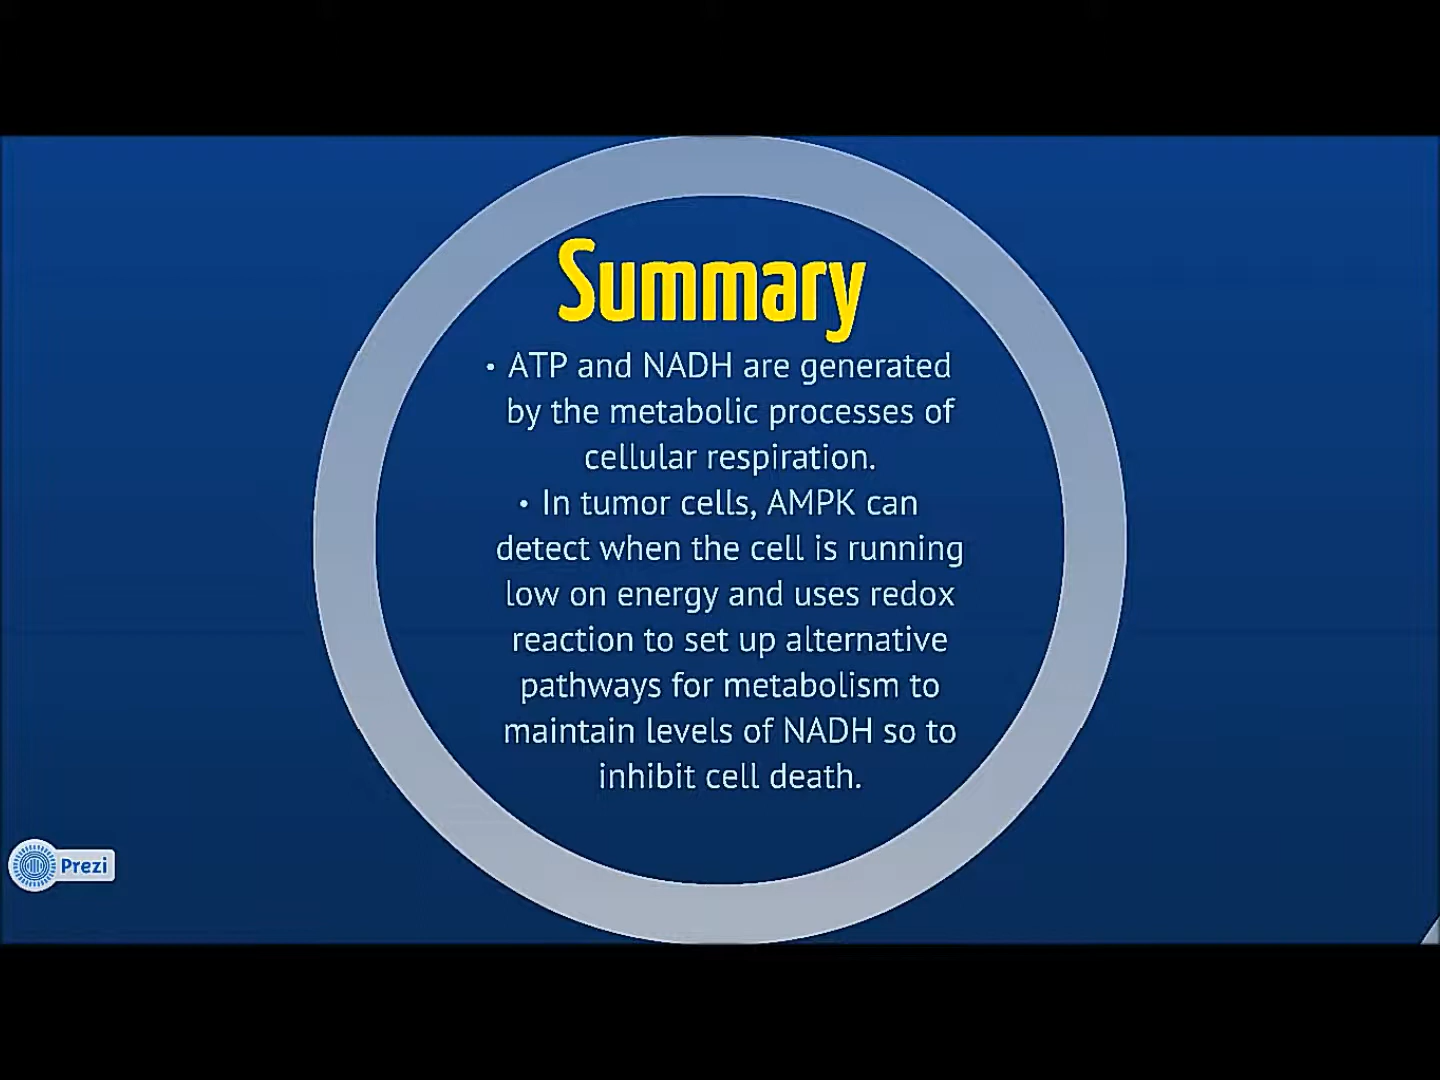 Summary
• ATP and NADH are generated
by the metabolic processes of
cellular respiration.
• In tumor cells, AMPK can
detect when the cell is running
low on energy and uses redox
reaction to set up alternative
pathways for metabolism to
maintain levels of NADH so to
inhibit cell death.
Prezi